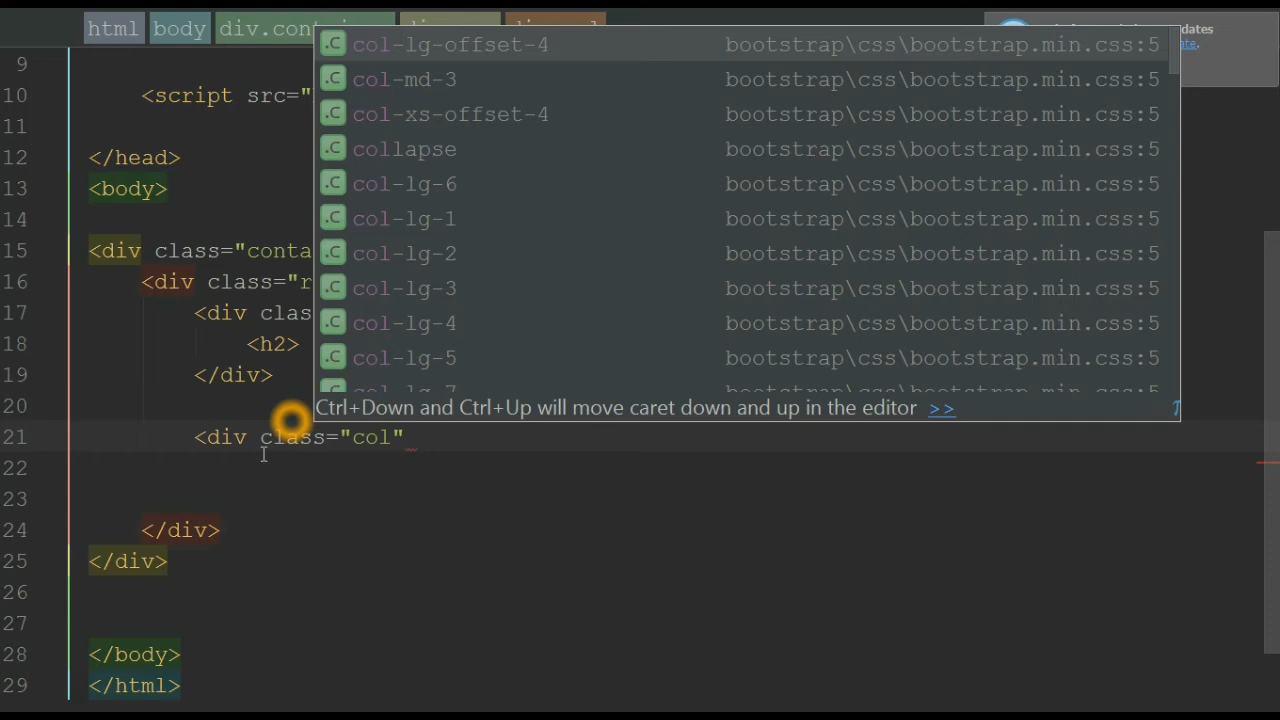 html body div.cont
dates
.C col-lg-offset-4 bootstrap\css\bootstrap.min.css:5
.C col-md-3 bootstrap\css\bootstrap.min.css:5
.C col-xs-offset-4 bootstrap\css\bootstrap.min.css:5
.C collapse bootstrap\css\bootstrap.min.css:5
.C col-lg-6 bootstrap\css\bootstrap.min.css:5
.C col-lg-1 bootstrap\css\bootstrap.min.css:5
.C col-lg-2 bootstrap\css\bootstrap.min.css:5
.C col-lg-3 bootstrap\css\bootstrap.min.css:5
.C col-lg-4 bootstrap\css\bootstrap.min.css:5
.C col-lg-5 bootstrap\css\bootstrap.min.css:5
Ctrl+Down and Ctrl+Up will move caret down and up in the editor >>
9
10 <script src="
11
12 </head>
13 <body>
14
15 <div class="conta
16 <div class="r
17 <div clas
18 <h2>
19 </div>
20
21 <div class="col"
22
23
24 </div>
25 </div>
26
27
28 </body>
29 </html>